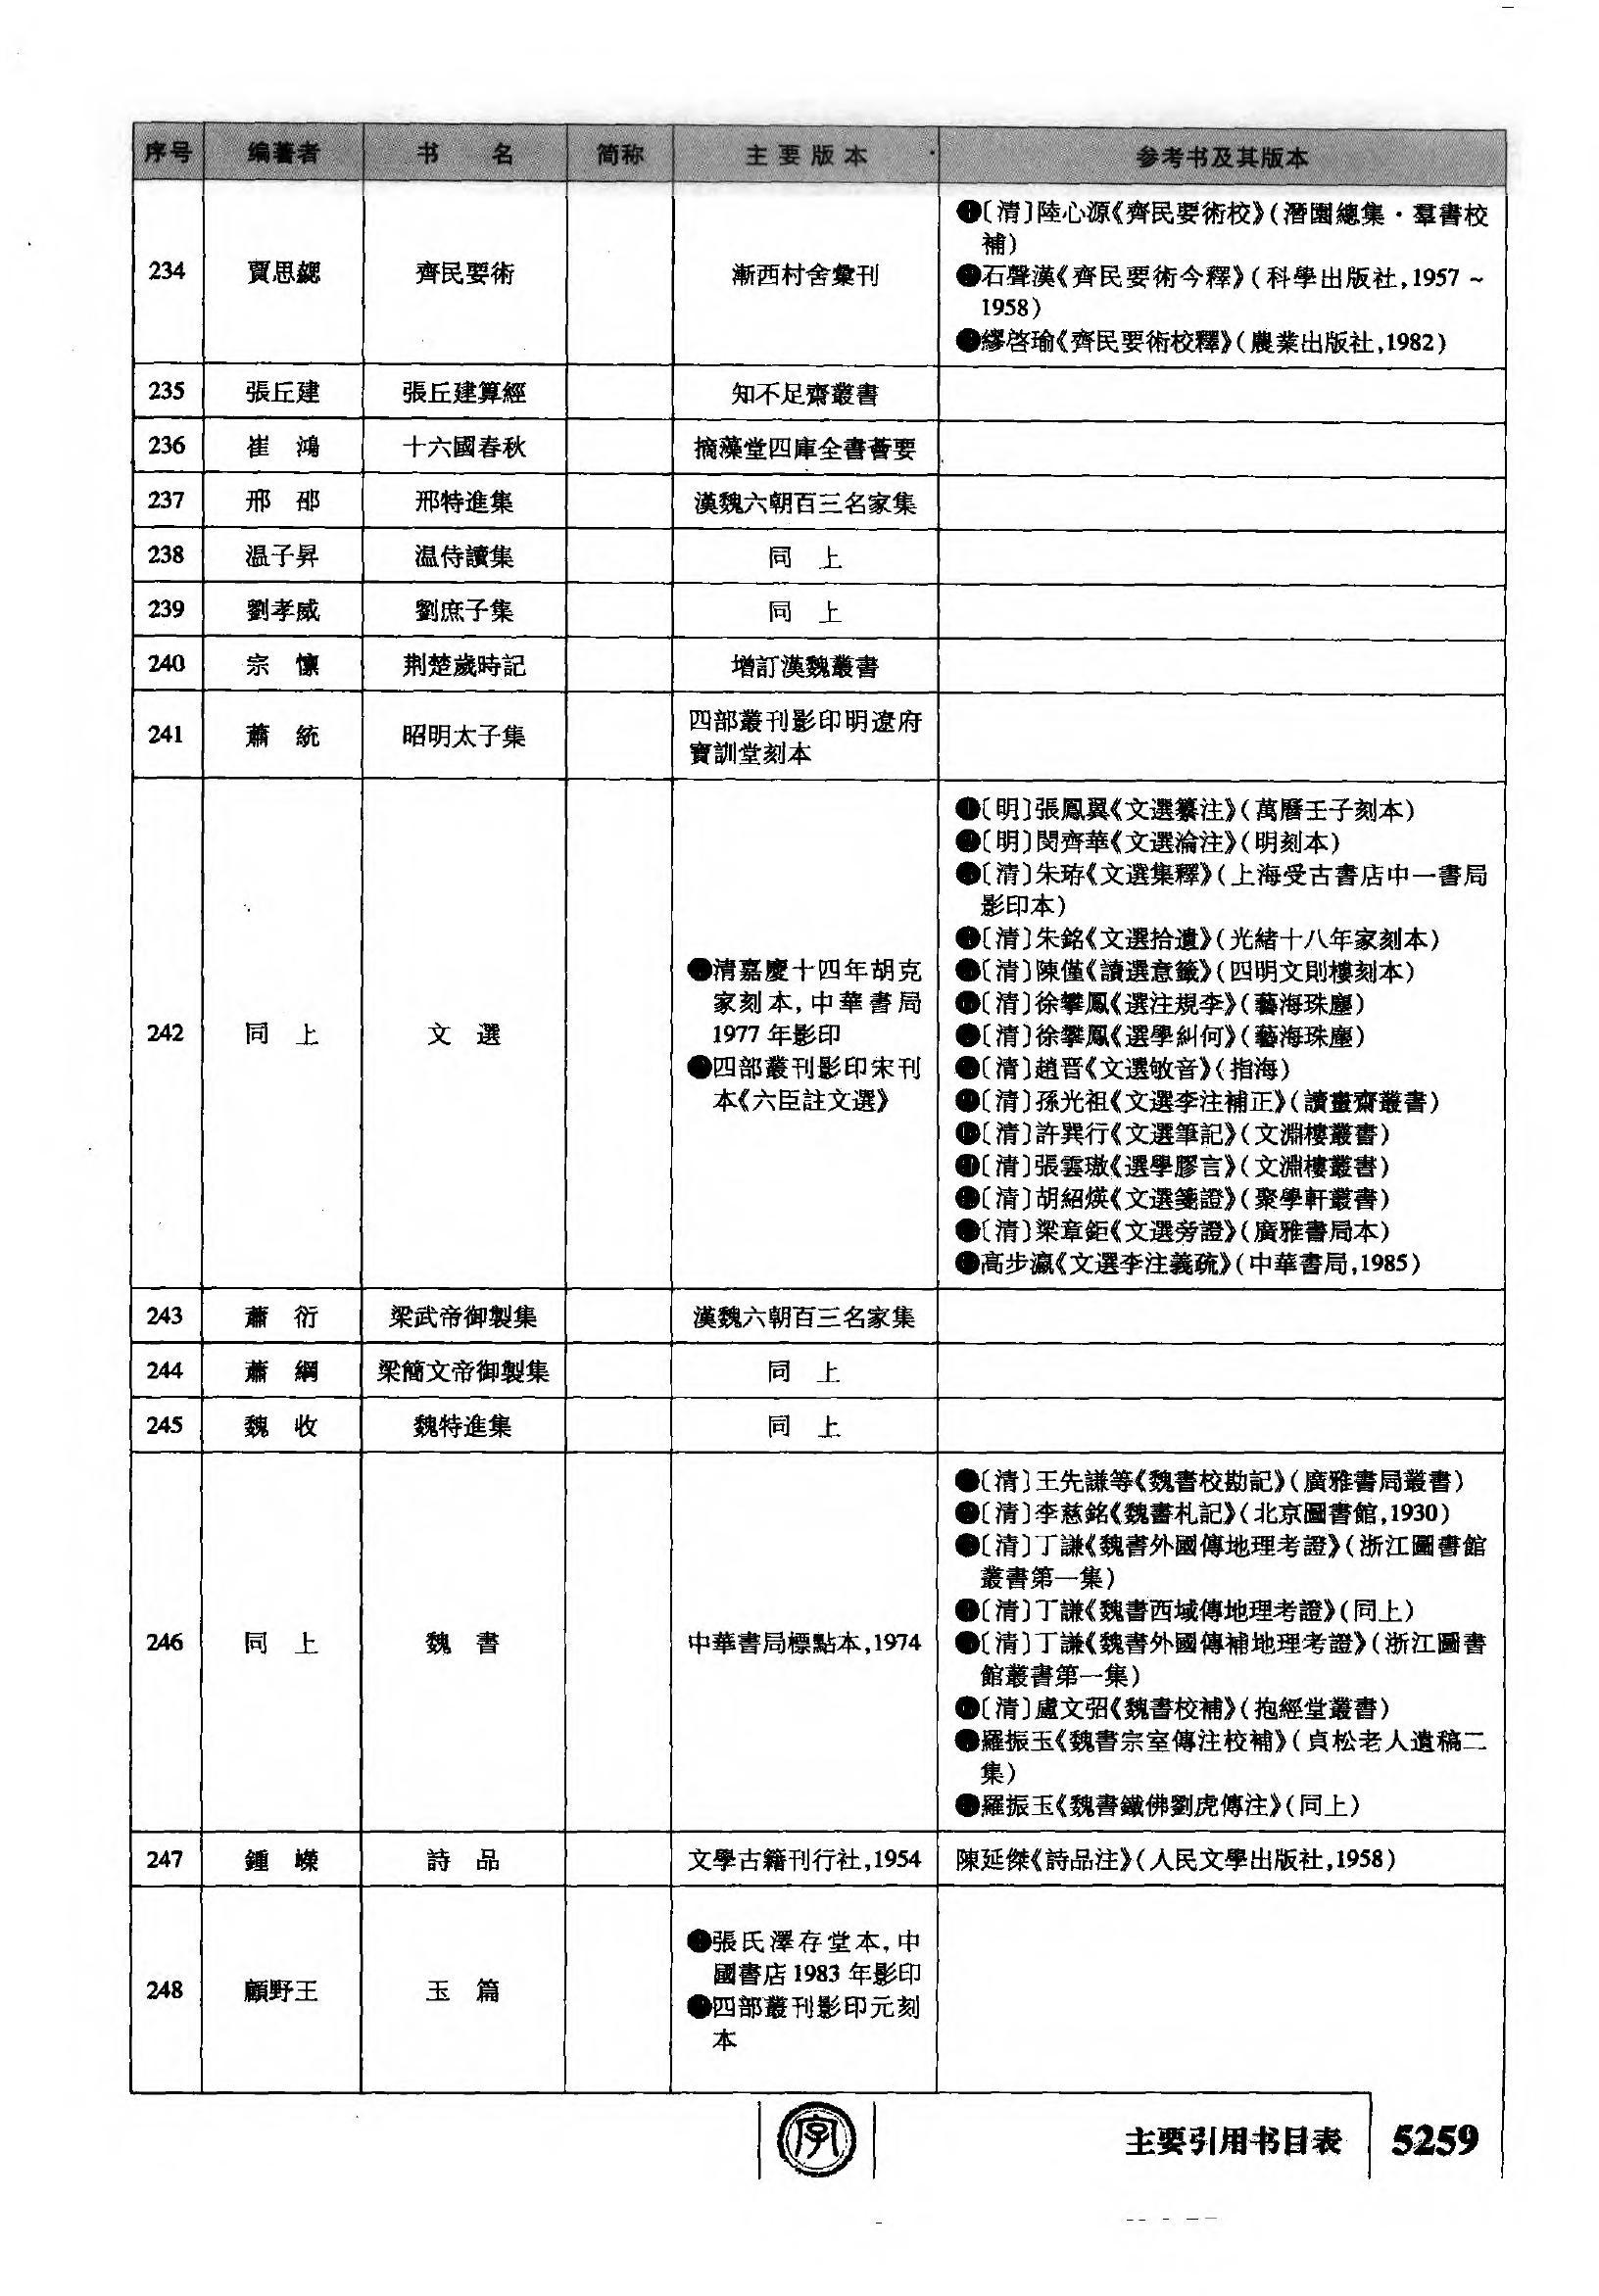 序号 编著者 书 名 简称 主要版本 参考书及其版本
234 賈思勰 齊民要術 漸西村舍彙刊
❶〔清〕陸心源《齊民要術校》(潛園總集·羣書校
補)
❷石聲漢《齊民要術今釋》(科學出版社,1957~
1958)
❸繆啓瑜《齊民要術校釋》(農業出版社,1982)
235 張丘建 張丘建算經 知不足齋叢書
236 崔 鴻 十六國春秋 摛藻堂四庫全書薈要
237 邢 邵 邢特進集 漢魏六朝百三名家集
238 温子昇 温侍讀集 同 上
239 劉孝威 劉庶子集 同 上
240 宗 懍 荆楚歲時記 增訂漢魏叢書
241 蕭 統 昭明太子集
四部叢刊影印明遼府
寶訓堂刻本
242 同 上 文 選
❶清嘉慶十四年胡克
家刻本,中華書局
1977年影印
❷四部叢刊影印宋刊
本《六臣註文選》
❶〔明〕張鳳翼《文選纂注》(萬曆壬子刻本)
❷〔明〕閔齊華《文選瀹注》(明刻本)
❸〔清〕朱珔《文選集釋》(上海受古書店中一書局
影印本)
❹〔清〕朱銘《文選拾遺》(光緒十八年家刻本)
❺〔清〕陳僅《讀選意籤》(四明文則樓刻本)
❻〔清〕徐攀鳳《選注規李》(藝海珠塵)
❼〔清〕徐攀鳳《選學糾何》(藝海珠塵)
❽〔清〕趙晋《文選敏音》(指海)
❾〔清〕孫光祖《文選李注補正》(讀畫齋叢書)
❿〔清〕許巽行《文選筆記》(文淵樓叢書)
⓫〔清〕張雲璈《選學膠言》(文淵樓叢書)
⓬〔清〕胡紹煐《文選箋證》(聚學軒叢書)
⓭〔清〕梁章鉅《文選旁證》(廣雅書局本)
⓮高步瀛《文選李注義疏》(中華書局,1985)
243 蕭 衍 梁武帝御製集 漢魏六朝百三名家集
244 蕭 綱 梁簡文帝御製集 同 上
245 魏 收 魏特進集 同 上
246 同 上 魏 書 中華書局標點本,1974
❶〔清〕王先謙等《魏書校勘記》(廣雅書局叢書)
❷〔清〕李慈銘《魏書札記》(北京圖書館,1930)
❸〔清〕丁謙《魏書外國傳地理考證》(浙江圖書館
叢書第一集)
❹〔清〕丁謙《魏書西域傳地理考證》(同上)
❺〔清〕丁謙《魏書外國傳補地理考證》(浙江圖書
館叢書第一集)
❻〔清〕盧文弨《魏書校補》(抱經堂叢書)
❼羅振玉《魏書宗室傳注校補》(貞松老人遺稿二
集)
❽羅振玉《魏書鐵佛劉虎傳注》(同上)
247 鍾 嶸 詩 品 文學古籍刊行社,1954 陳延傑《詩品注》(人民文學出版社,1958)
248 顧野王 玉 篇
❶張氏澤存堂本,中
國書店1983年影印
❷四部叢刊影印元刻
本
字
主要引用书目表 5259